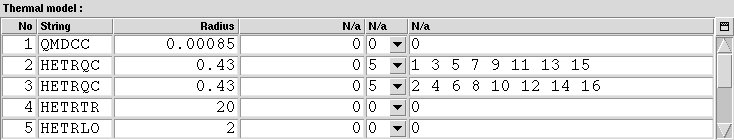 Thermal model :
No String Radius N/a N/a N/a
1 QMDCC 0.00085 0 0 0
2 HETRQC 0.43 0 5 1 3 5 7 9 11 13 15
3 HETRQC 0.43 0 5 2 4 6 8 10 12 14 16
4 HETRTR 20 0 0 0
5 HETRLO 2 0 0 0